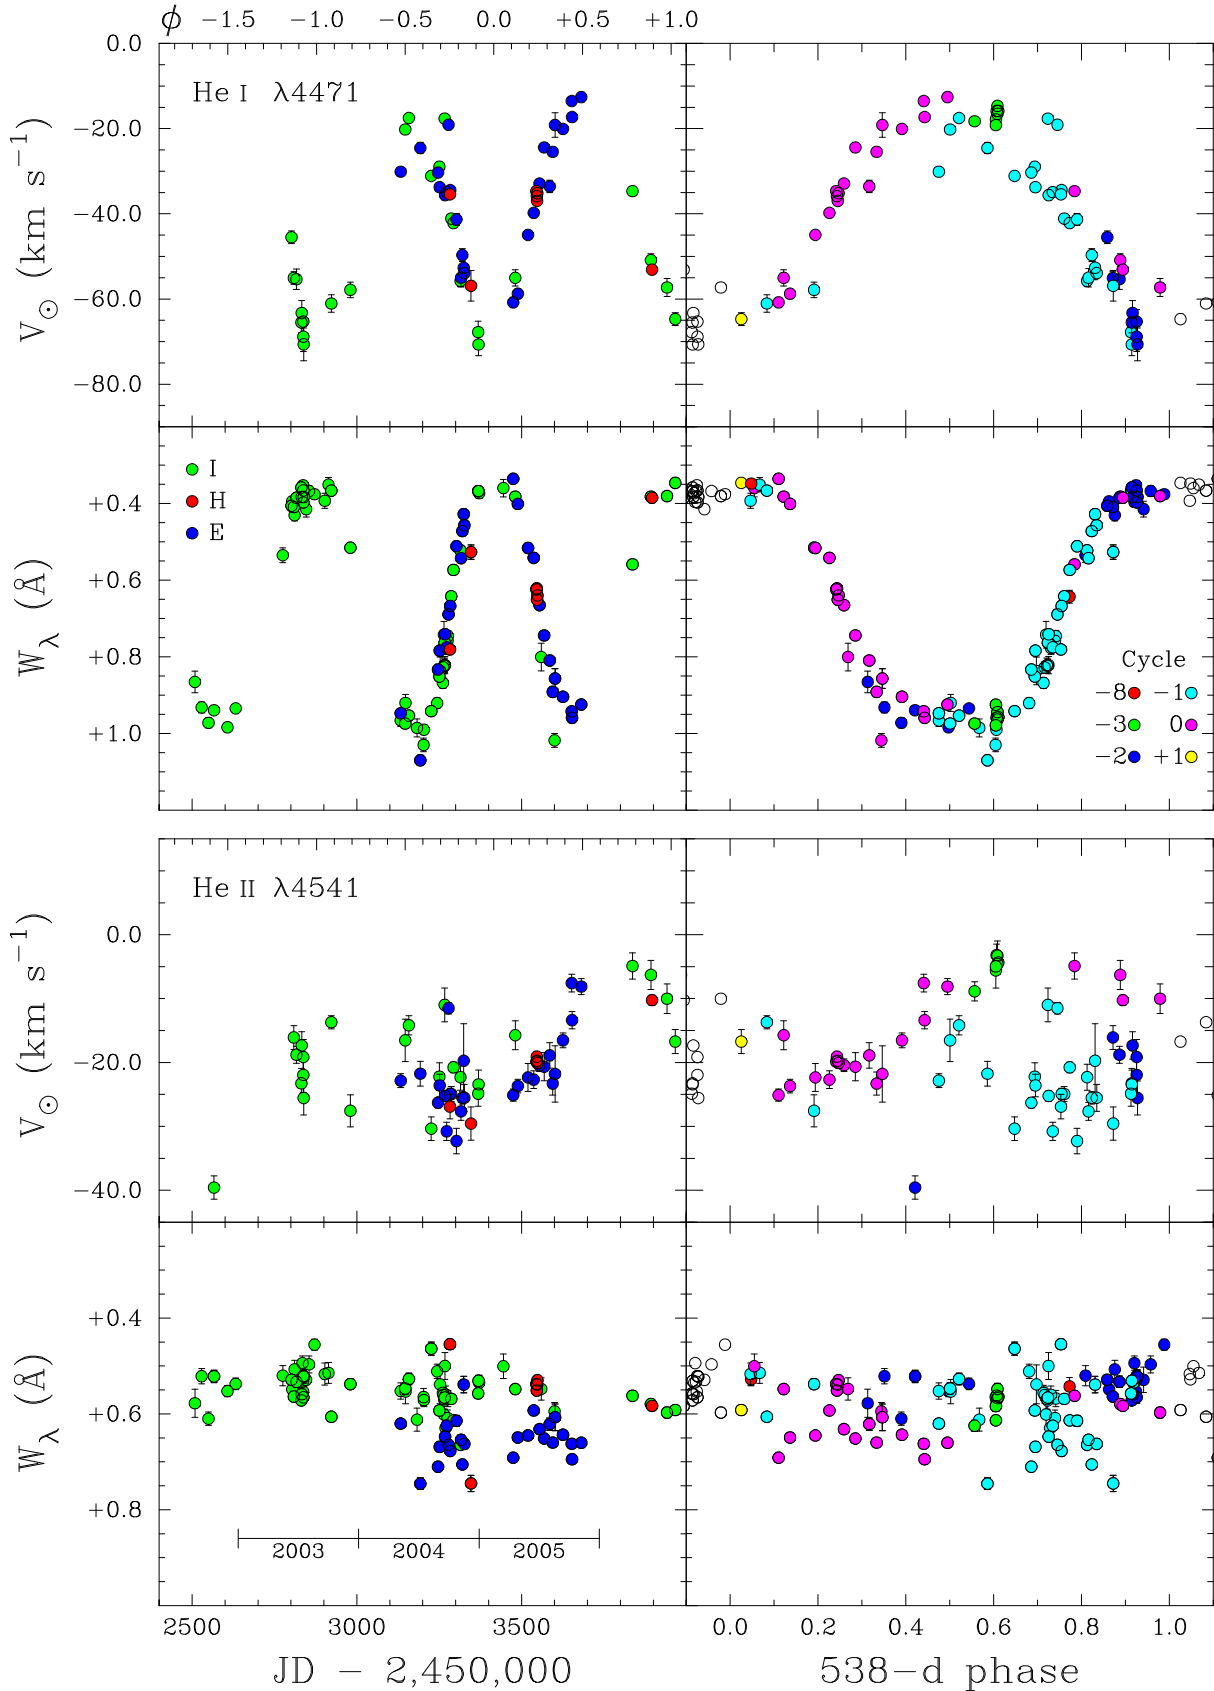 ϕ −1.5 −1.0 −0.5 0.0 +0.5 +1.0
0.0
−20.0
−40.0
−60.0
−80.0
V⊙ (km s−1)
He I λ4471
+0.4
+0.6
+0.8
+1.0
Wλ (Å)
I
H
E
Cycle
−8 −1
−3 0
−2 +1
0.0
−20.0
−40.0
V⊙ (km s−1)
He II λ4541
+0.4
+0.6
+0.8
Wλ (Å)
2003 2004 2005
2500 3000 3500
0.0 0.2 0.4 0.6 0.8 1.0
JD − 2,450,000
538−d phase